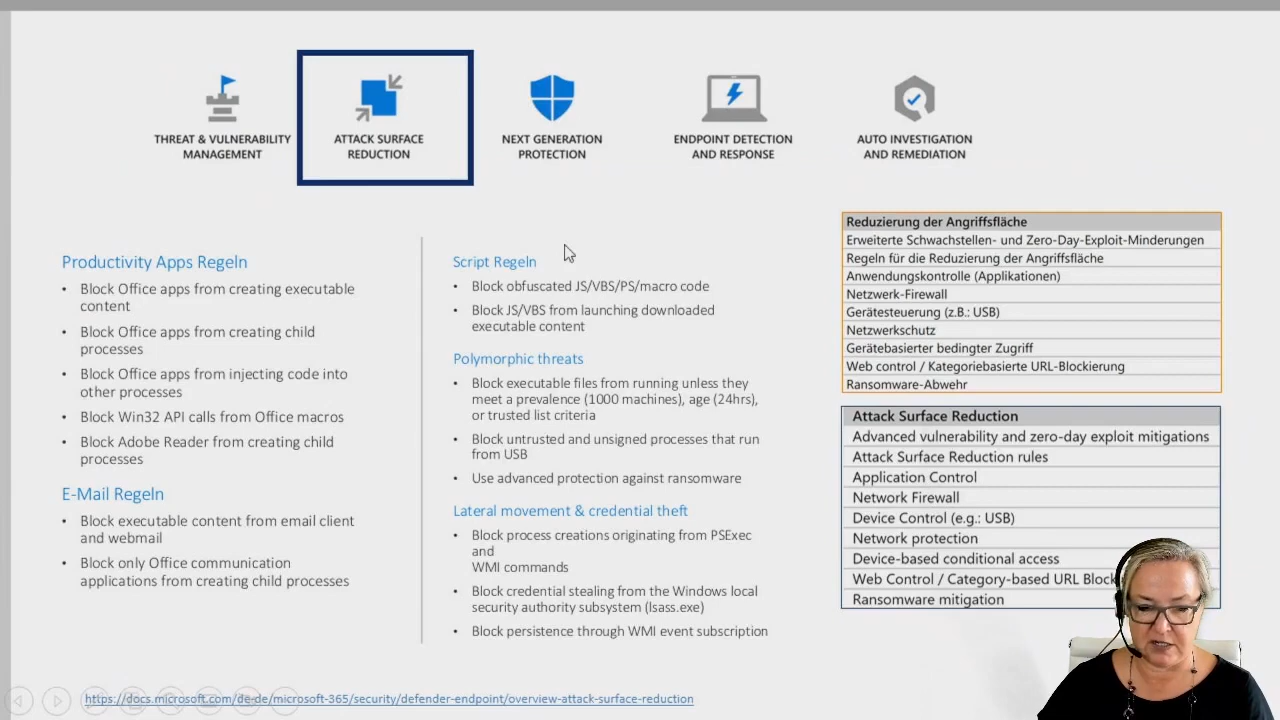 THREAT & VULNERABILITY
MANAGEMENT
ATTACK SURFACE
REDUCTION
NEXT GENERATION
PROTECTION
ENDPOINT DETECTION
AND RESPONSE
AUTO INVESTIGATION
AND REMEDIATION
Productivity Apps Regeln
• Block Office apps from creating executable
content
• Block Office apps from creating child
processes
• Block Office apps from injecting code into
other processes
• Block Win32 API calls from Office macros
• Block Adobe Reader from creating child
processes
E-Mail Regeln
• Block executable content from email client
and webmail
• Block only Office communication
applications from creating child processes
Script Regeln
• Block obfuscated JS/VBS/PS/macro code
• Block JS/VBS from launching downloaded
executable content
Polymorphic threats
• Block executable files from running unless they
meet a prevalence (1000 machines), age (24hrs),
or trusted list criteria
• Block untrusted and unsigned processes that run
from USB
• Use advanced protection against ransomware
Lateral movement & credential theft
• Block process creations originating from PSExec
and
WMI commands
• Block credential stealing from the Windows local
security authority subsystem (lsass.exe)
• Block persistence through WMI event subscription
Reduzierung der Angriffsfläche
Erweiterte Schwachstellen- und Zero-Day-Exploit-Minderungen
Regeln für die Reduzierung der Angriffsfläche
Anwendungskontrolle (Applikationen)
Netzwerk-Firewall
Gerätesteuerung (z.B.: USB)
Netzwerkschutz
Gerätebasierter bedingter Zugriff
Web control / Kategoriebasierte URL-Blockierung
Ransomware-Abwehr
Attack Surface Reduction
Advanced vulnerability and zero-day exploit mitigations
Attack Surface Reduction rules
Application Control
Network Firewall
Device Control (e.g.: USB)
Network protection
Device-based conditional access
Web Control / Category-based URL Block
Ransomware mitigation
https://docs.microsoft.com/de-de/microsoft-365/security/defender-endpoint/overview-attack-surface-reduction